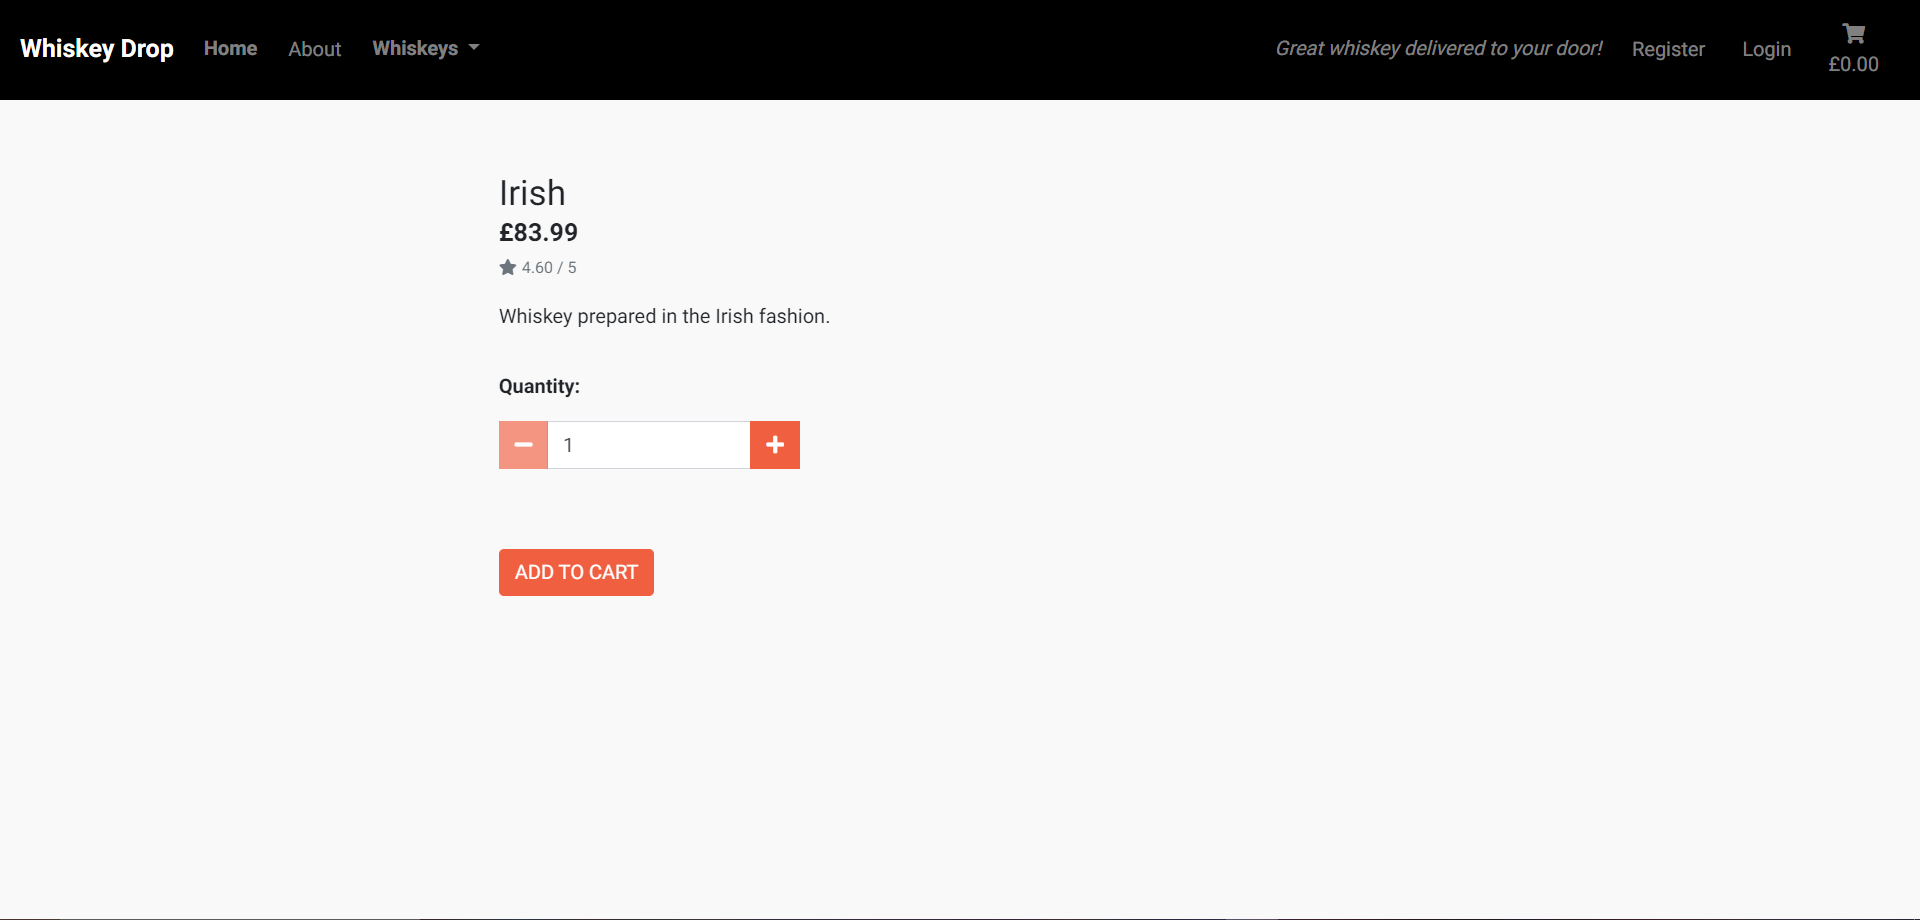 Whiskey Drop Home About Whiskeys Great whiskey delivered to your door! Register Login £0.00
Irish
£83.99
4.60 / 5
Whiskey prepared in the Irish fashion.
Quantity:
1
ADD TO CART